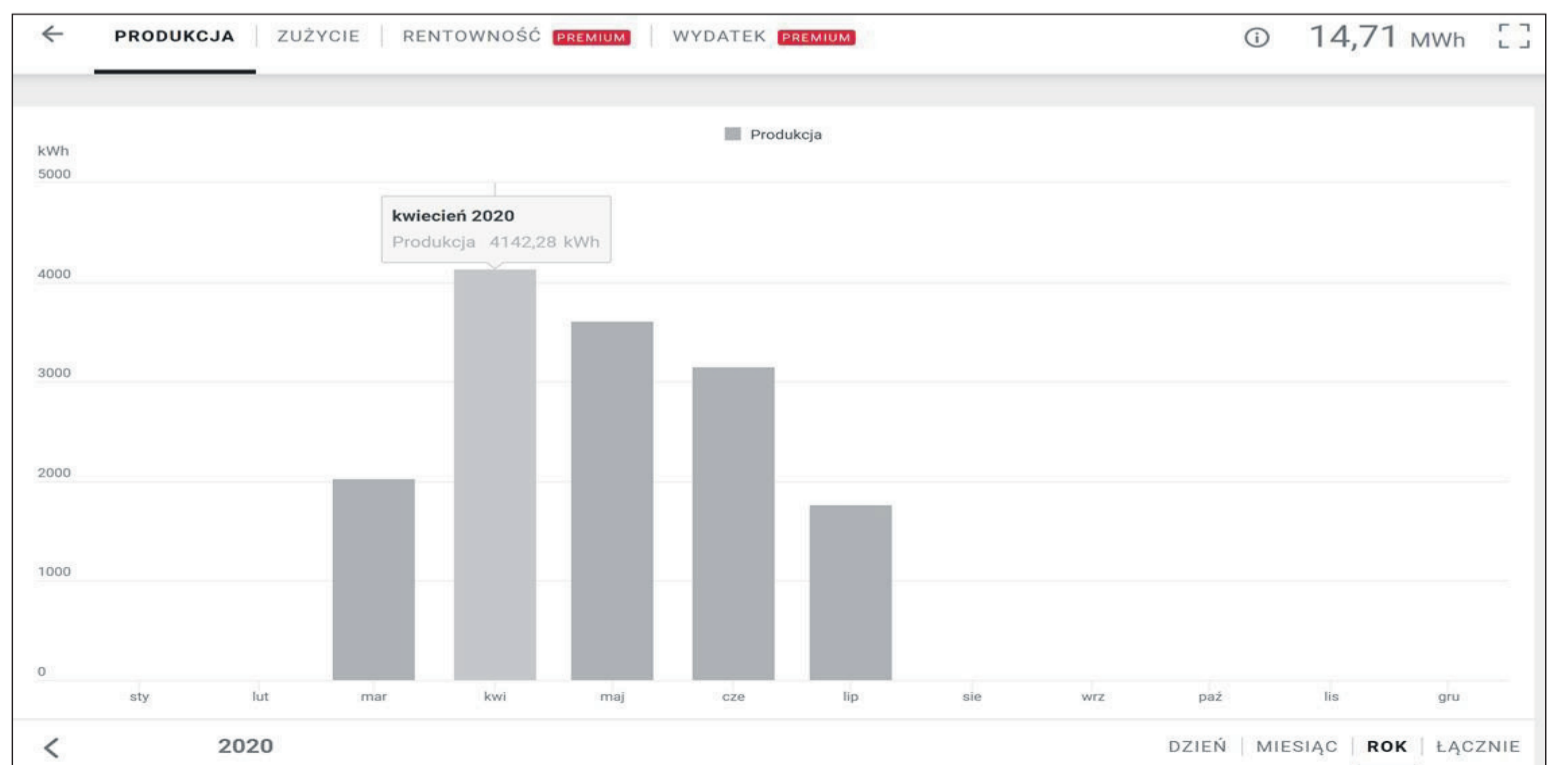 PRODUKCJA ZUŻYCIE RENTOWNOŚĆ PREMIUM WYDATEK PREMIUM 14,71 MWh
Produkcja
kWh
5000
kwiecień 2020
Produkcja 4142,28 kWh
4000
3000
2000
1000
0
sty lut mar kwi maj cze lip sie wrz paź lis gru
2020 DZIEŃ MIESIĄC ROK ŁĄCZNIE